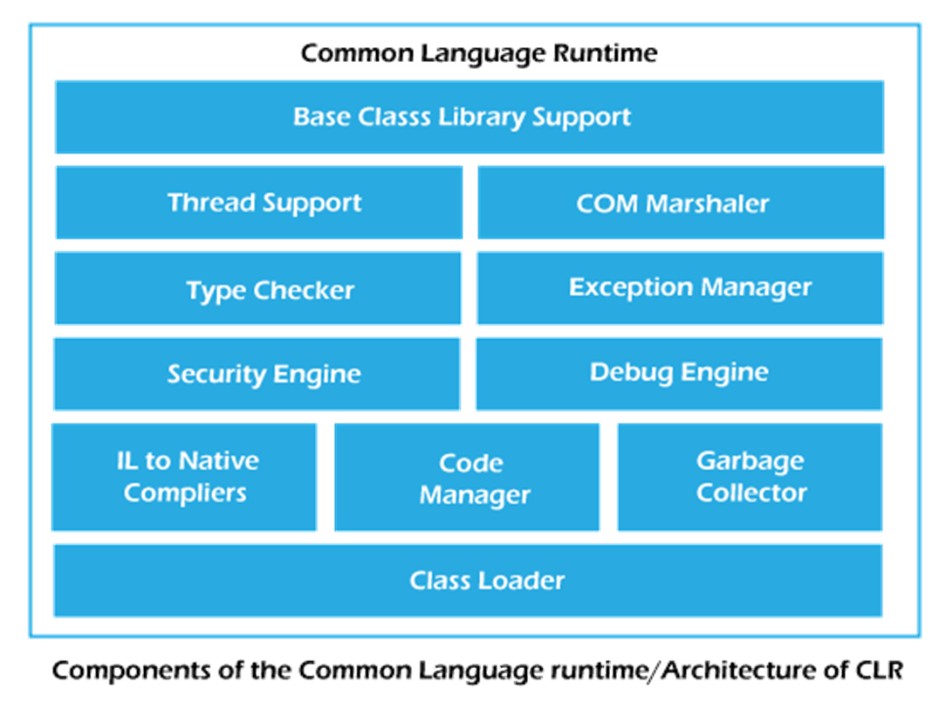 Common Language Runtime
Base Classs Library Support
Thread Support
COM Marshaler
Type Checker
Exception Manager
Security Engine
Debug Engine
IL to Native
Compliers
Code
Manager
Garbage
Collector
Class Loader
Components of the Common Language runtime/Architecture of CLR